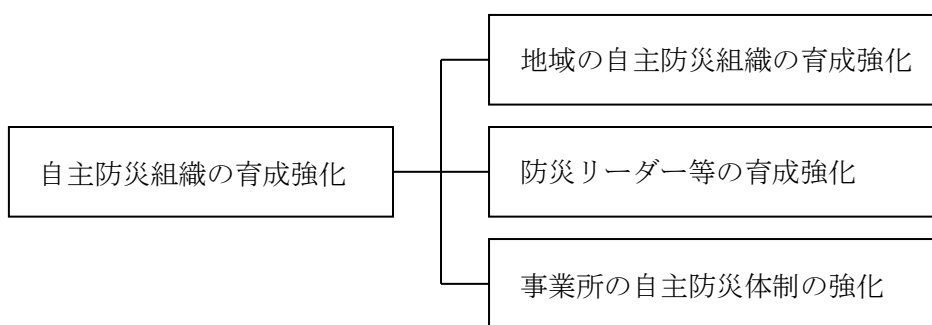 自主防災組織の育成強化
地域の自主防災組織の育成強化
防災リーダー等の育成強化
事業所の自主防災体制の強化